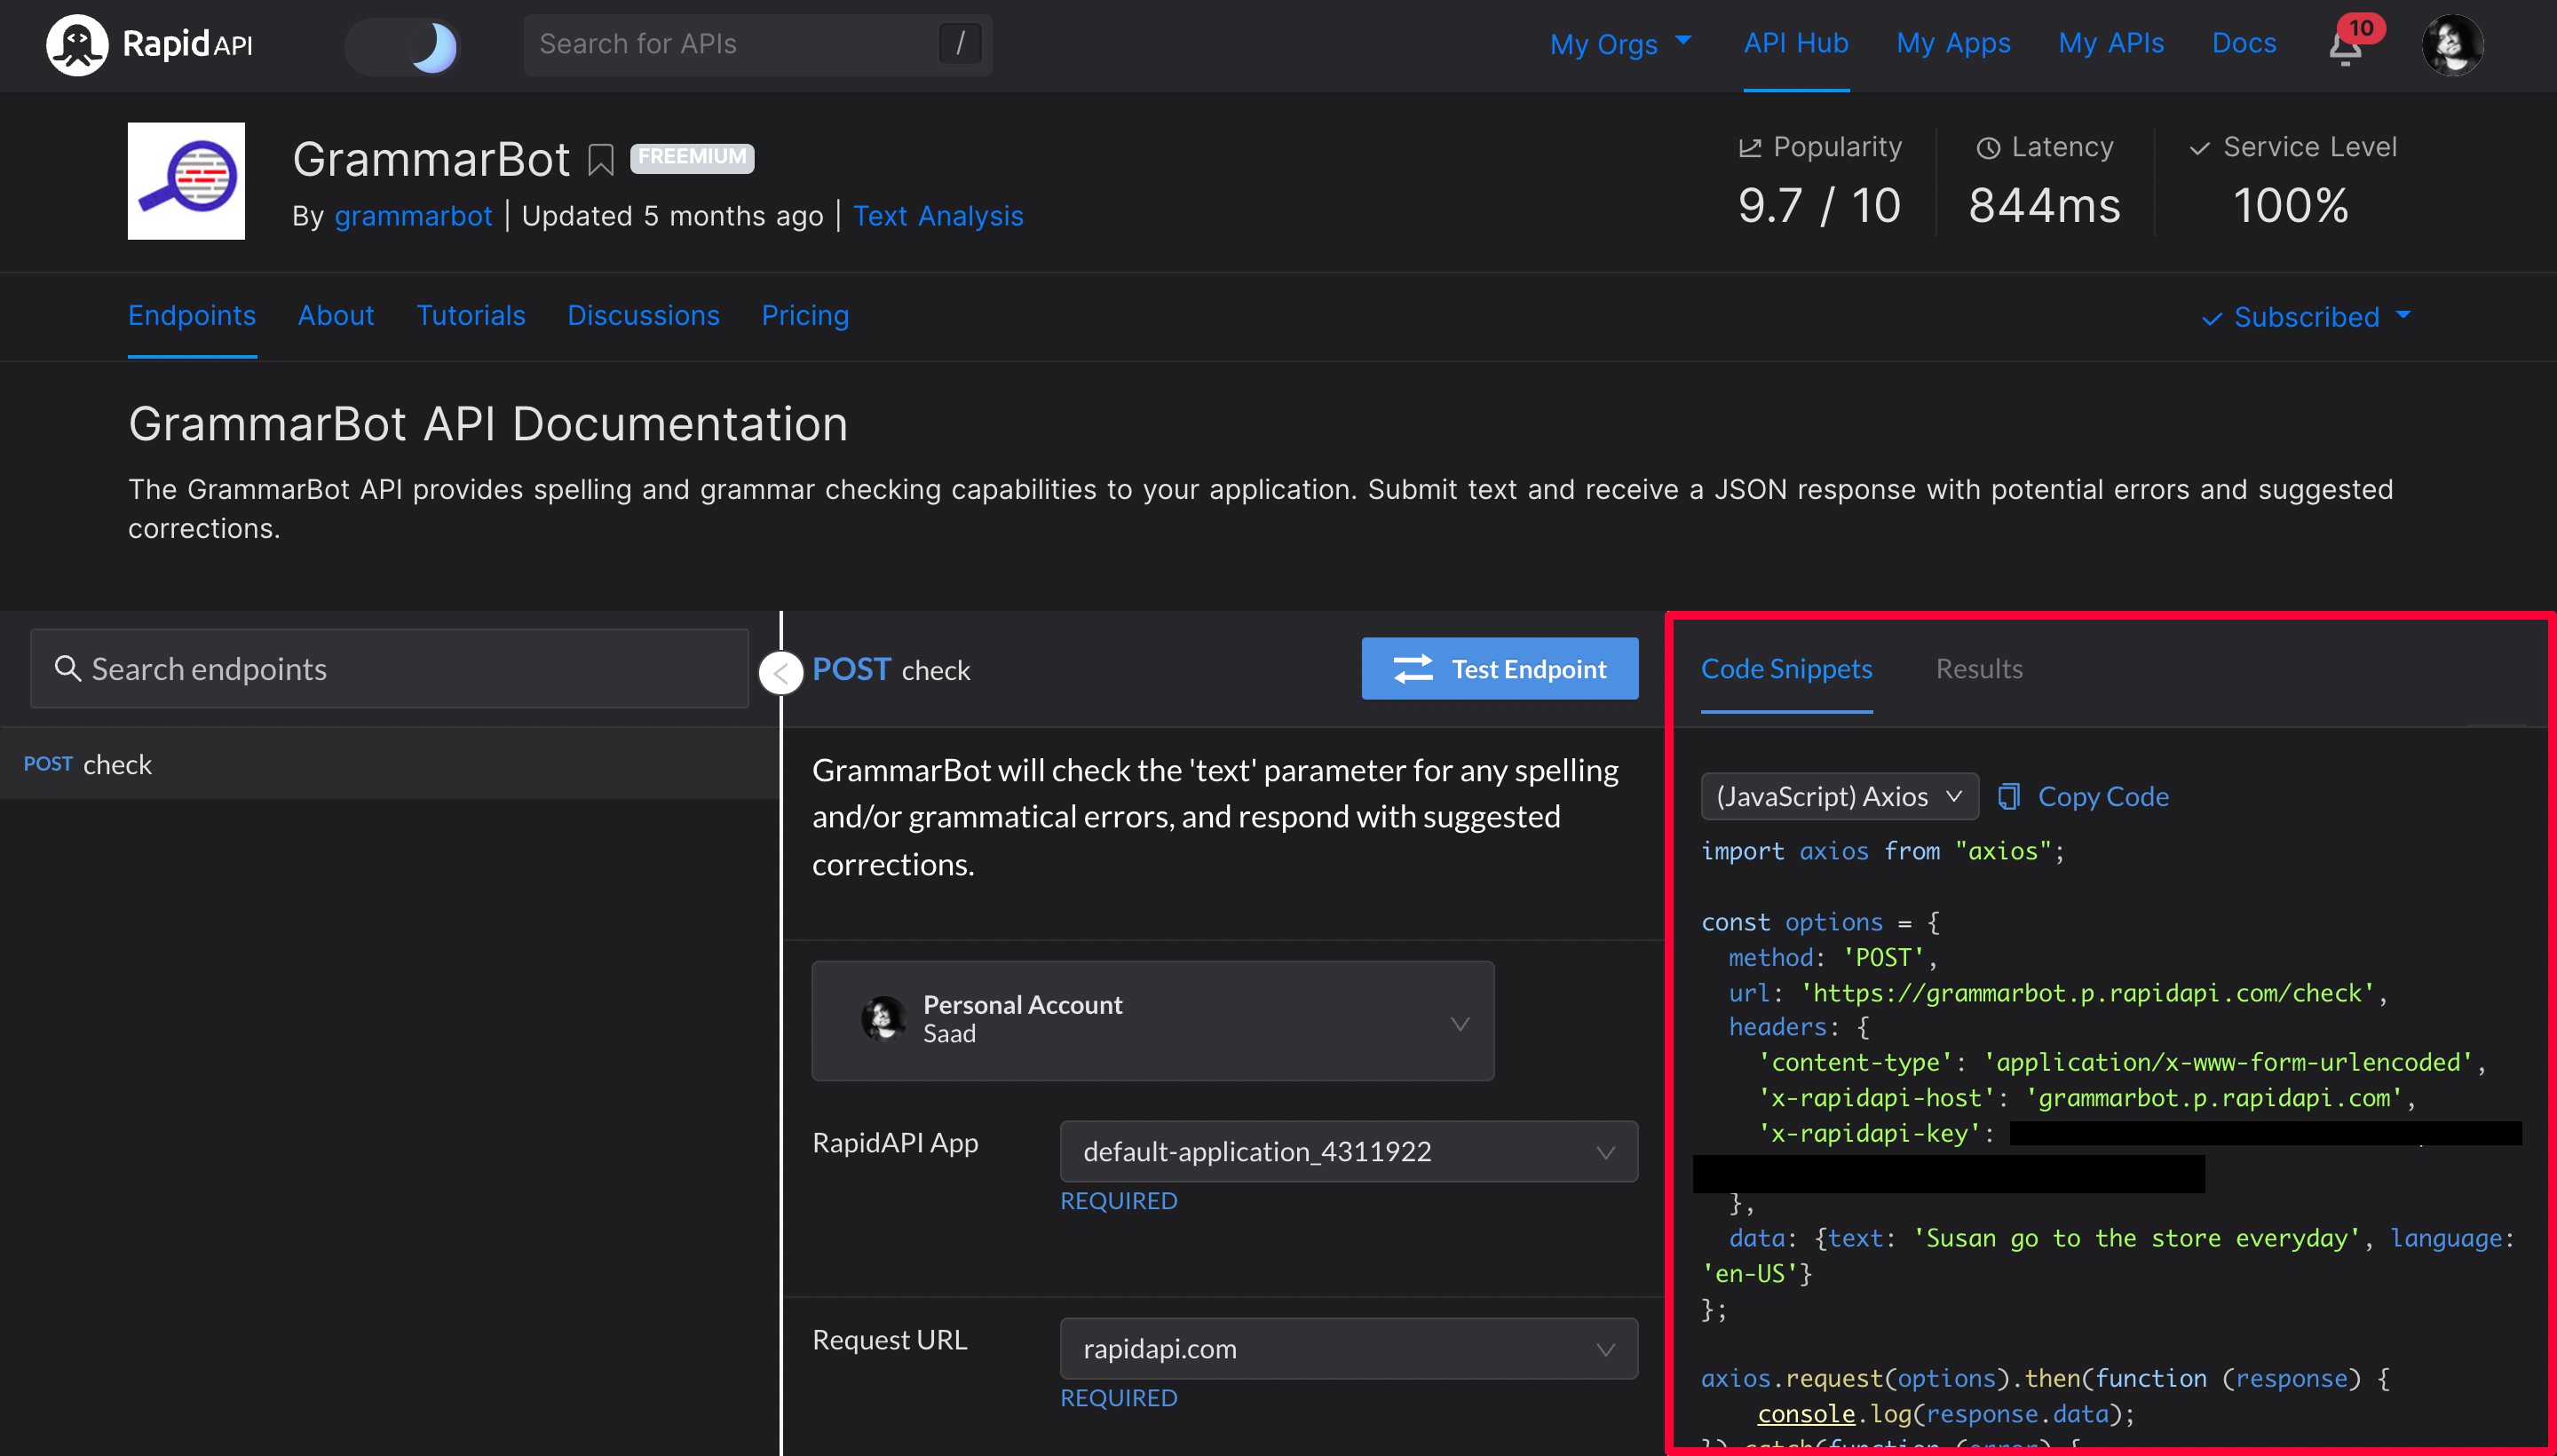 RapidAPI
Search for APIs /
My Orgs API Hub My Apps My APIs Docs 10
GrammarBot FREEMIUM
By grammarbot | Updated 5 months ago | Text Analysis
Popularity Latency Service Level
9.7 / 10 844ms 100%
Endpoints About Tutorials Discussions Pricing
Subscribed
GrammarBot API Documentation
The GrammarBot API provides spelling and grammar checking capabilities to your application. Submit text and receive a JSON response with potential errors and suggested
corrections.
Search endpoints
POST check
POST check
Test Endpoint
GrammarBot will check the 'text' parameter for any spelling
and/or grammatical errors, and respond with suggested
corrections.
Personal Account
Saad
RapidAPI App
default-application_4311922
REQUIRED
Request URL
rapidapi.com
REQUIRED
Code Snippets Results
(JavaScript) Axios Copy Code
import axios from "axios";
const options = {
method: 'POST',
url: 'https://grammarbot.p.rapidapi.com/check',
headers: {
'content-type': 'application/x-www-form-urlencoded',
'x-rapidapi-host': 'grammarbot.p.rapidapi.com',
'x-rapidapi-key':
},
data: {text: 'Susan go to the store everyday', language:
'en-US'}
};
axios.request(options).then(function (response) {
console.log(response.data);
}).catch(function (error) {